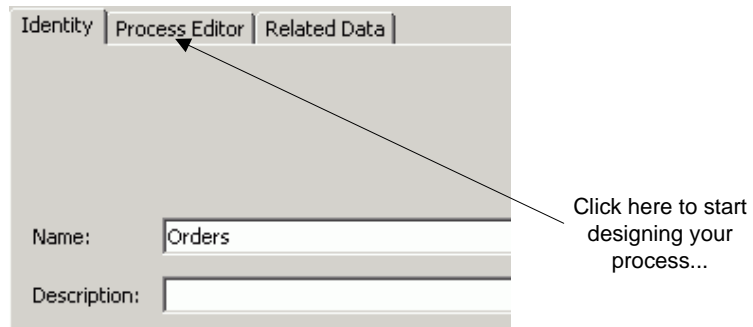 Identity Process Editor Related Data
Click here to start
designing your
process...
Name: Orders
Description: